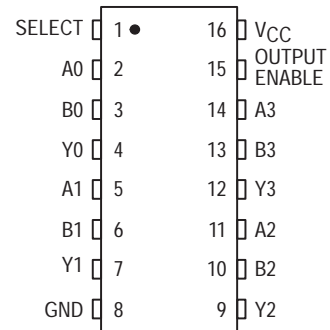 SELECT 1 16 VCC
A0 2 15 OUTPUT ENABLE
B0 3 14 A3
Y0 4 13 B3
A1 5 12 Y3
B1 6 11 A2
Y1 7 10 B2
GND 8 9 Y2